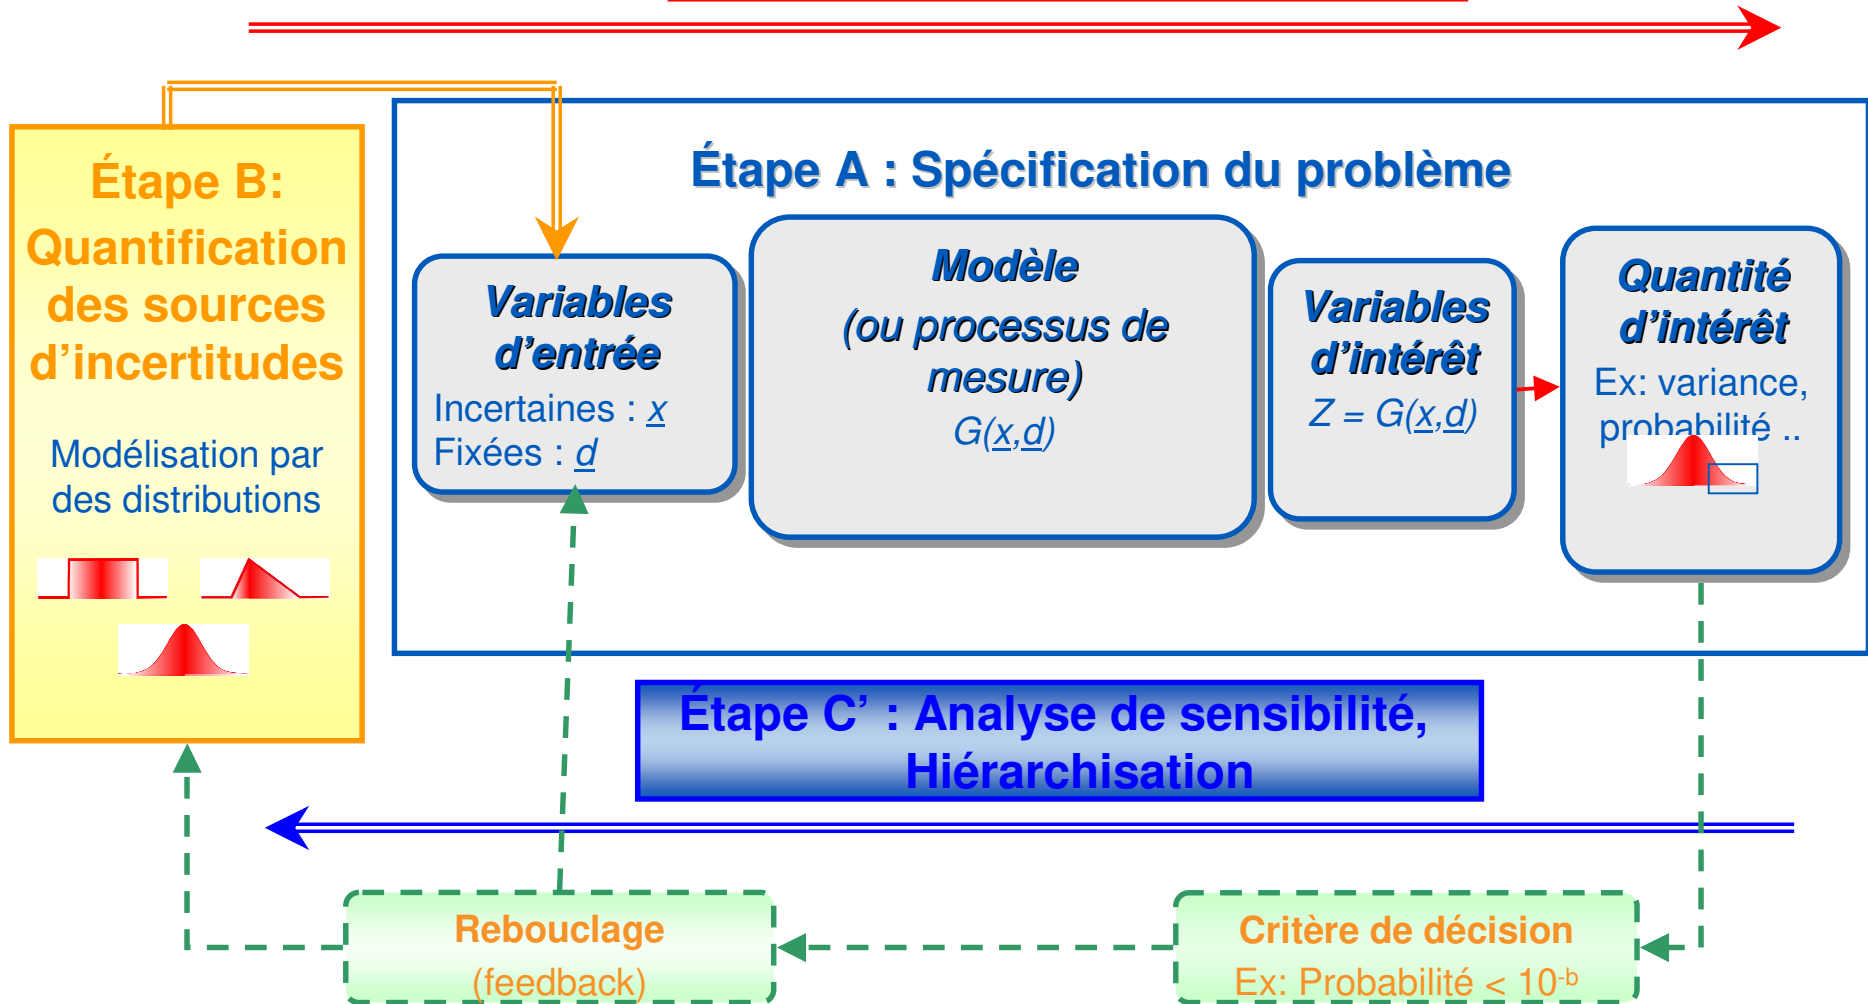 Étape A : Spécification du problème
Étape B:
Quantification
des sources
d’incertitudes
Modélisation par
des distributions
Variables
d’entrée
Incertaines : x
Fixées : d
Modèle
(ou processus de
mesure)
G(x,d)
Variables
d’intérêt
Z = G(x,d)
Quantité
d’intérêt
Ex: variance,
probabilité ..
Étape C’ : Analyse de sensibilité,
Hiérarchisation
Rebouclage
(feedback)
Critère de décision
Ex: Probabilité < 10-b